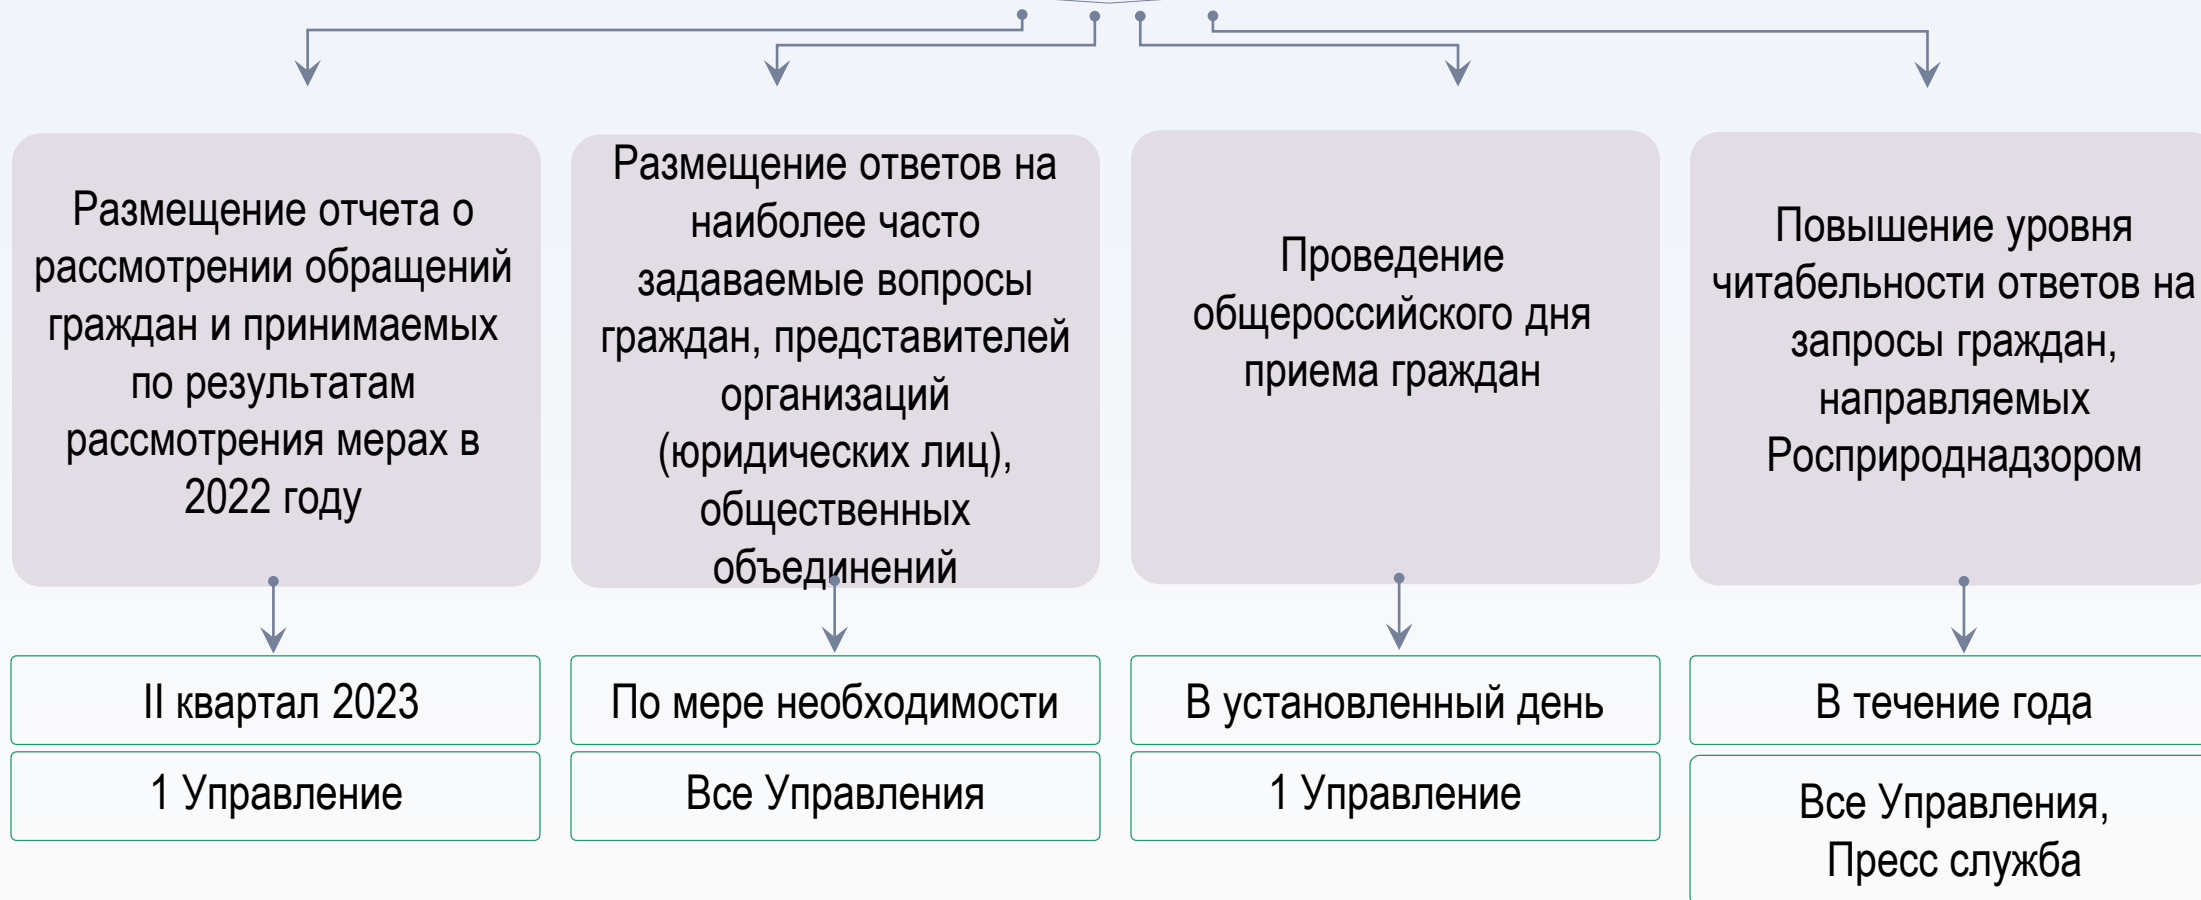 Размещение отчета о
рассмотрении обращений
граждан и принимаемых
по результатам
рассмотрения мерах в
2022 году
Размещение ответов на
наиболее часто
задаваемые вопросы
граждан, представителей
организаций
(юридических лиц),
общественных
объединений
Проведение
общероссийского дня
приема граждан
Повышение уровня
читабельности ответов на
запросы граждан,
направляемых
Росприроднадзором
II квартал 2023
По мере необходимости
В установленный день
В течение года
1 Управление
Все Управления
1 Управление
Все Управления,
Пресс служба